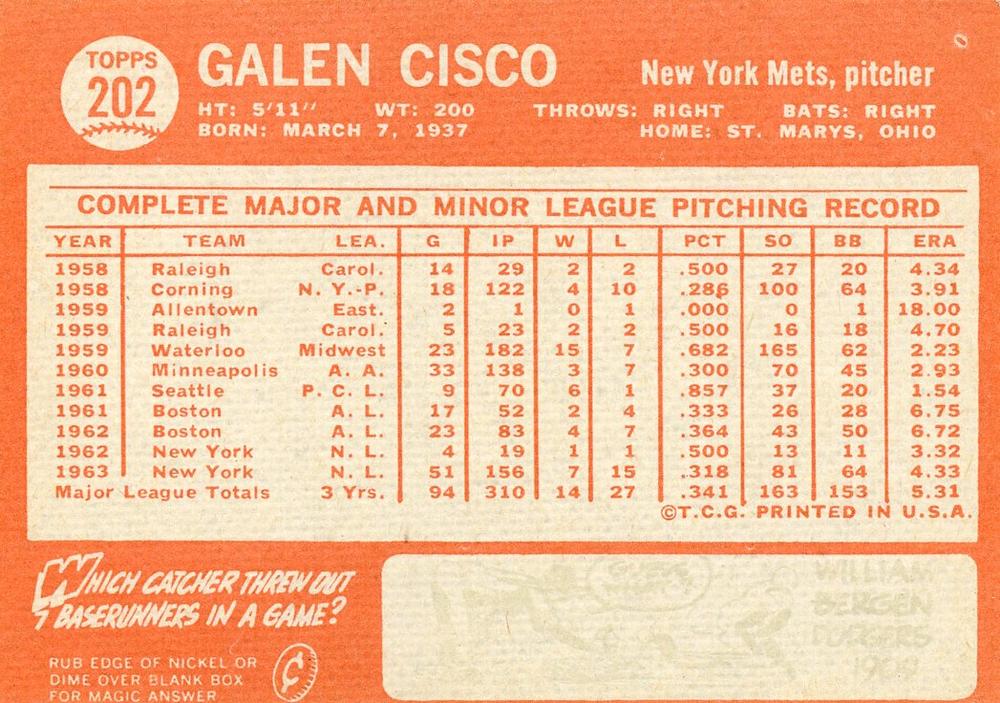 TOPPS
202
GALEN CISCO
New York Mets, pitcher
HT: 5'11" WT: 200 THROWS: RIGHT BATS: RIGHT
BORN: MARCH 7, 1937 HOME: ST. MARYS, OHIO
COMPLETE MAJOR AND MINOR LEAGUE PITCHING RECORD
YEAR TEAM LEA. G IP W L PCT SO BB ERA
1958 Raleigh Carol. 14 29 2 2 .500 27 20 4.34
1958 Corning N. Y.-P. 18 122 4 10 .286 100 64 3.91
1959 Allentown East. 2 1 0 1 .000 0 1 18.00
1959 Raleigh Carol. 5 23 2 2 .500 16 18 4.70
1959 Waterloo Midwest 23 182 15 7 .682 165 62 2.23
1960 Minneapolis A. A. 33 138 3 7 .300 70 45 2.93
1961 Seattle P. C. L. 9 70 6 1 .857 37 20 1.54
1961 Boston A. L. 17 52 2 4 .333 26 28 6.75
1962 Boston A. L. 23 83 4 7 .364 43 50 6.72
1962 New York N. L. 4 19 1 1 .500 13 11 3.32
1963 New York N. L. 51 156 7 15 .318 81 64 4.33
Major League Totals 3 Yrs. 94 310 14 27 .341 163 153 5.31
©T.C.G. PRINTED IN U.S.A.
WHICH CATCHER THREW OUT
7 BASERUNNERS IN A GAME?
RUB EDGE OF NICKEL OR
DIME OVER BLANK BOX
FOR MAGIC ANSWER
WILLIAM
BERGEN
DODGERS
1909